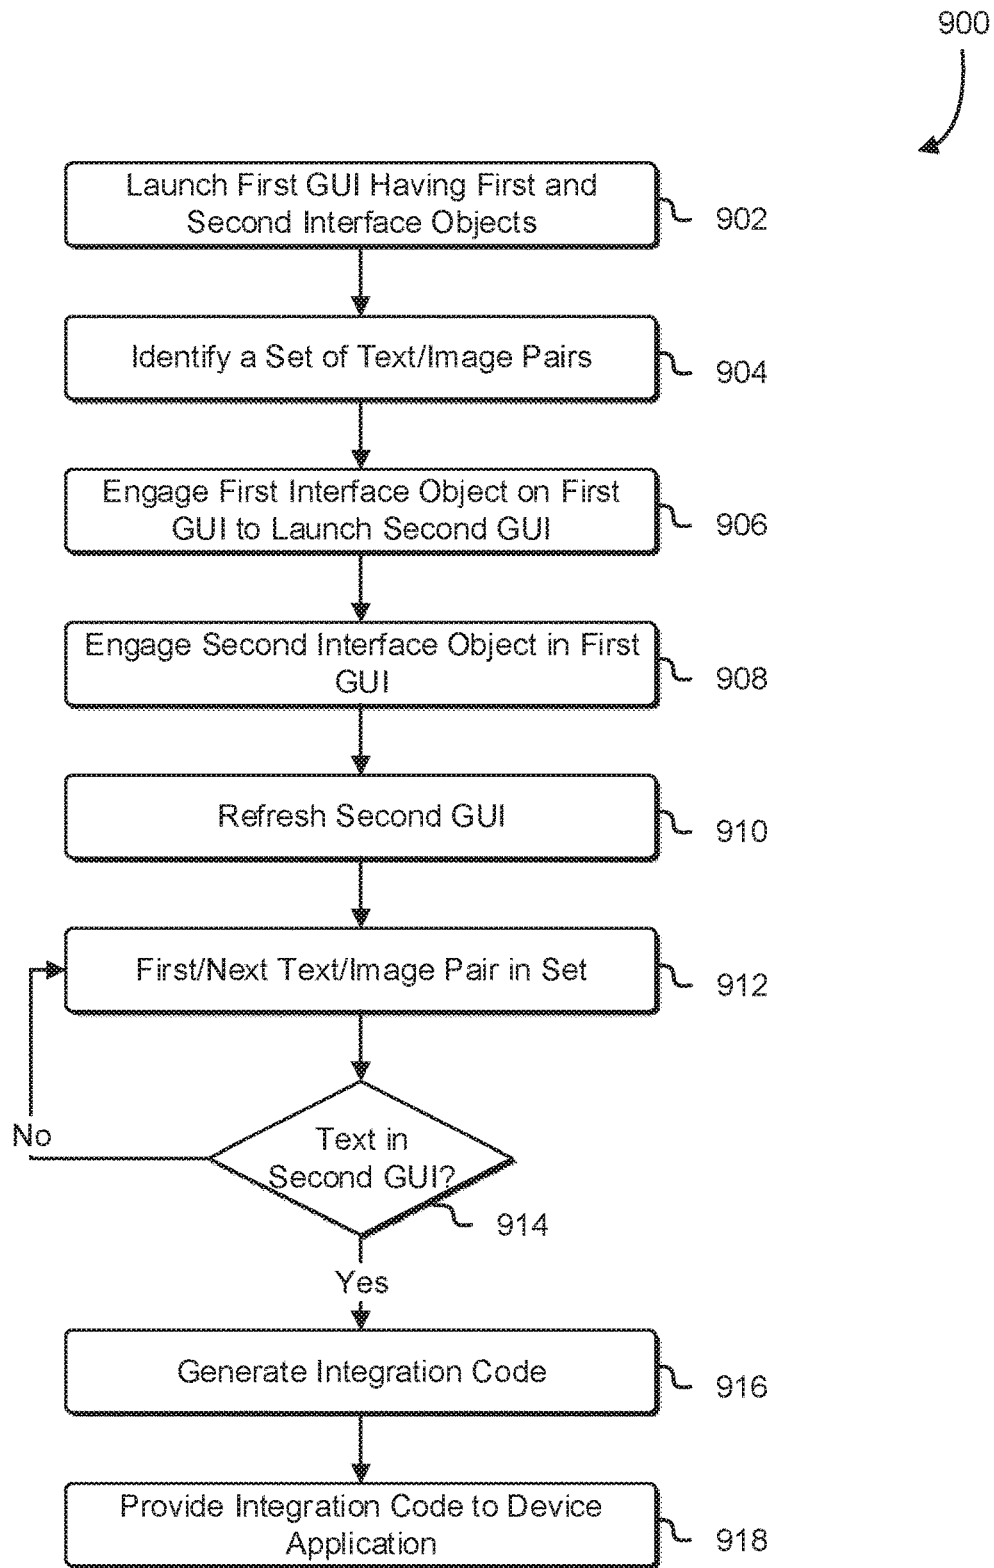 900
Launch First GUI Having First and
Second Interface Objects
902
Identify a Set of Text/Image Pairs
904
Engage First Interface Object on First
GUI to Launch Second GUI
906
Engage Second Interface Object in First
GUI
908
Refresh Second GUI
910
First/Next Text/Image Pair in Set
912
No
Text in
Second GUI?
914
Yes
Generate Integration Code
916
Provide Integration Code to Device
Application
918